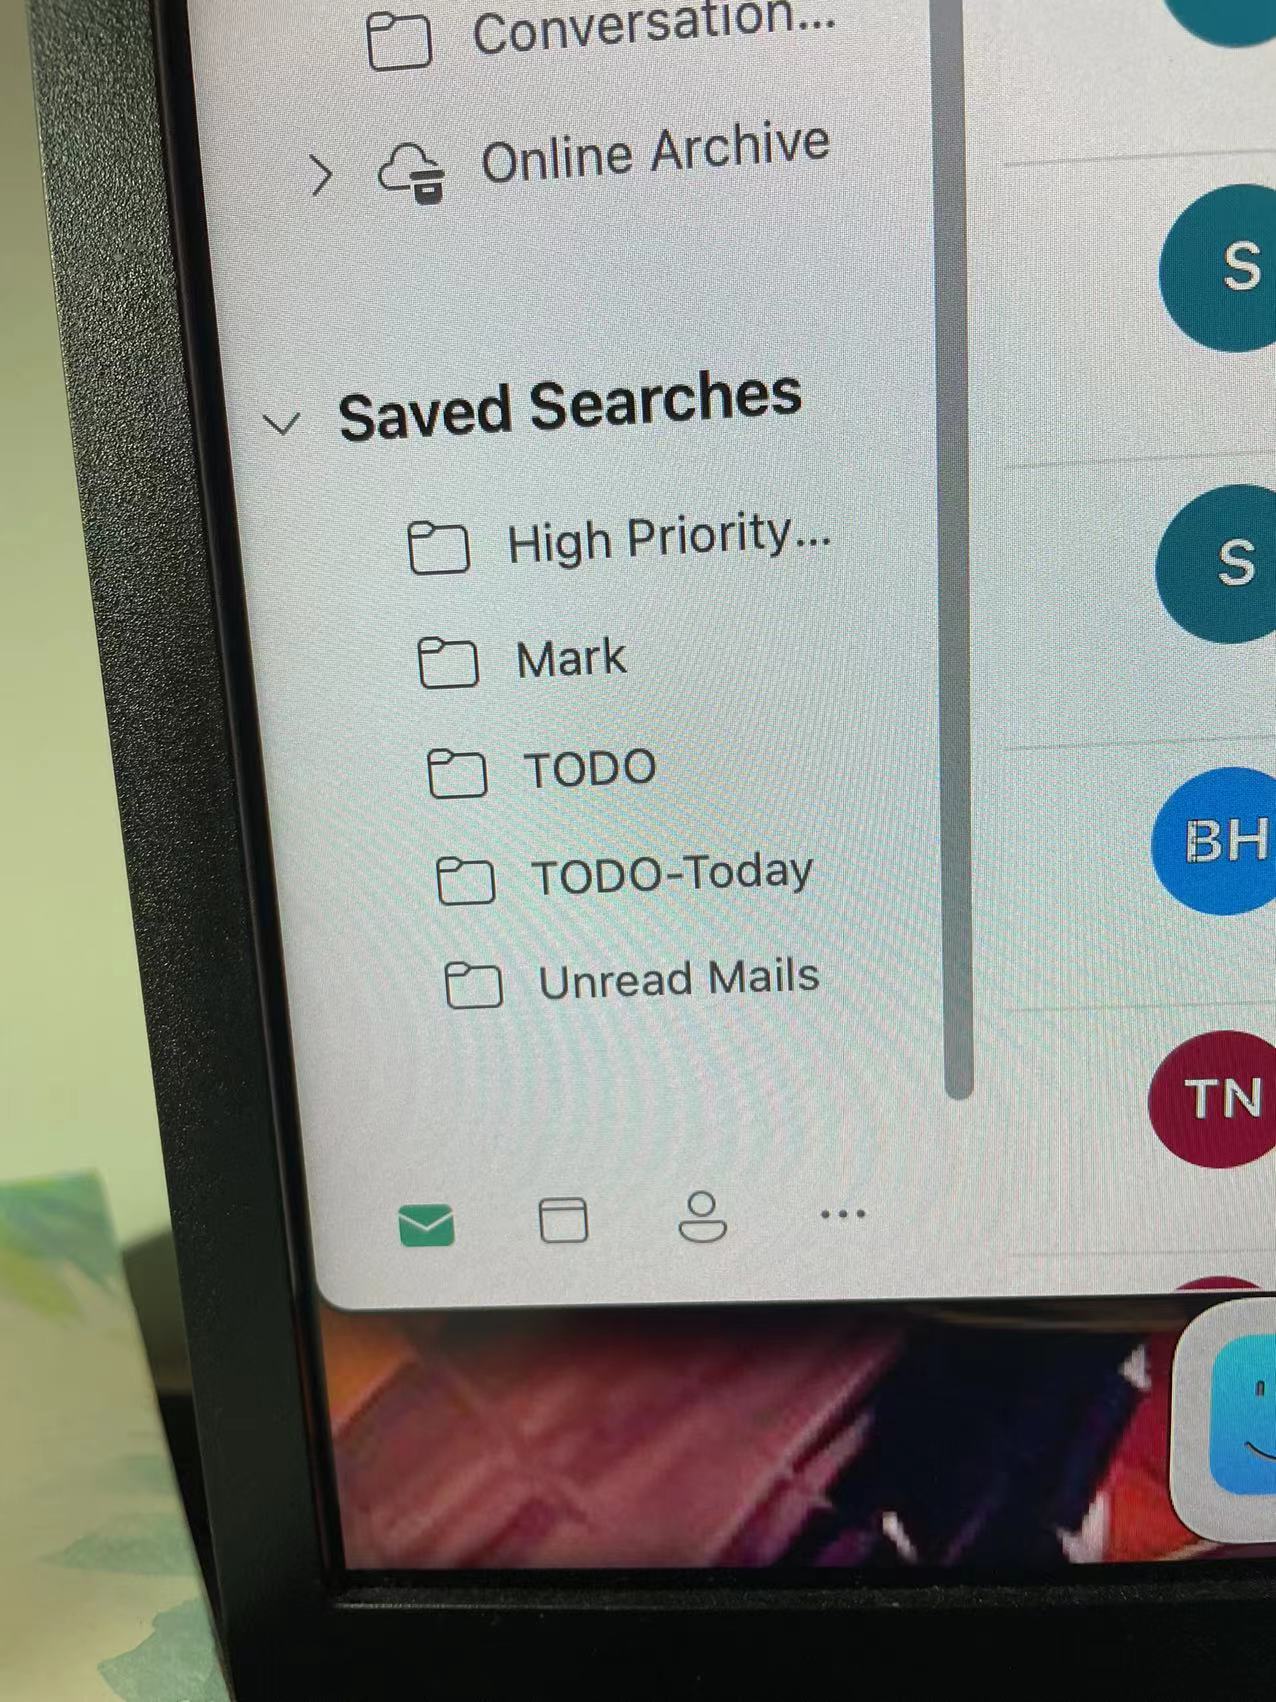 Conversation...
Online Archive
Saved Searches
High Priority...
Mark
TODO
TODO-Today
Unread Mails
S
S
BH
TN